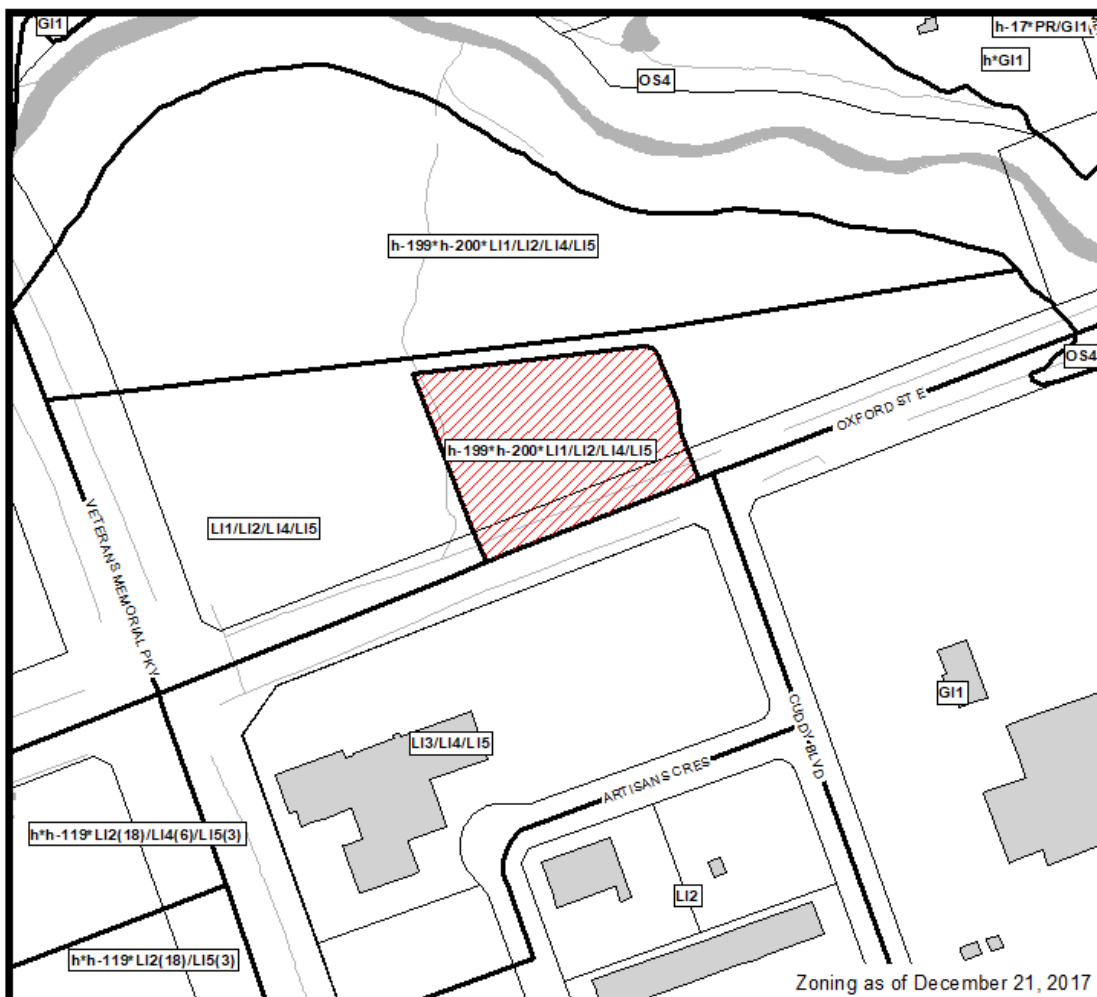 GI1
h-17*PR/GI1(
h*GI1
OS4
h-199*h-200*LI1/LI2/LI4/LI5
OS4
OXFORD ST E
h-199*h-200*LI1/LI2/LI4/LI5
LI1/LI2/LI4/LI5
VETERANS MEMORIAL PKY
GI1
CUDDY BLVD
LI3/LI4/LI5
ARTISANS CRES
h*h-119*LI2(18)/LI4(6)/LI5(3)
LI2
h*h-119*LI2(18)/LI5(3)
Zoning as of December 21, 2017